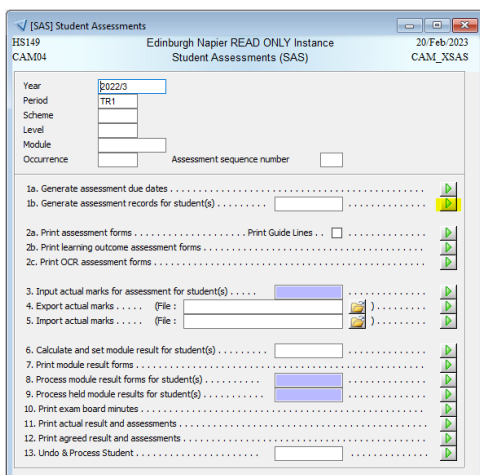 [SAS] Student Assessments
HS149 Edinburgh Napier READ ONLY Instance 20/Feb/2023
CAM04 Student Assessments (SAS) CAM_XSAS
Year 2022/3
Period TR1
Scheme
Level
Module
Occurrence Assessment sequence number
1a. Generate assessment due dates
1b. Generate assessment records for student(s)
2a. Print assessment forms Print Guide Lines
2b. Print learning outcome assessment forms
2c. Print OCR assessment forms
3. Input actual marks for assessment for student(s)
4. Export actual marks (File : )
5. Import actual marks (File : )
6. Calculate and set module result for student(s)
7. Print module result forms
8. Process module result forms for student(s)
9. Process held module results for student(s)
10. Print exam board minutes
11. Print actual result and assessments
12. Print agreed result and assessments
13. Undo & Process Student